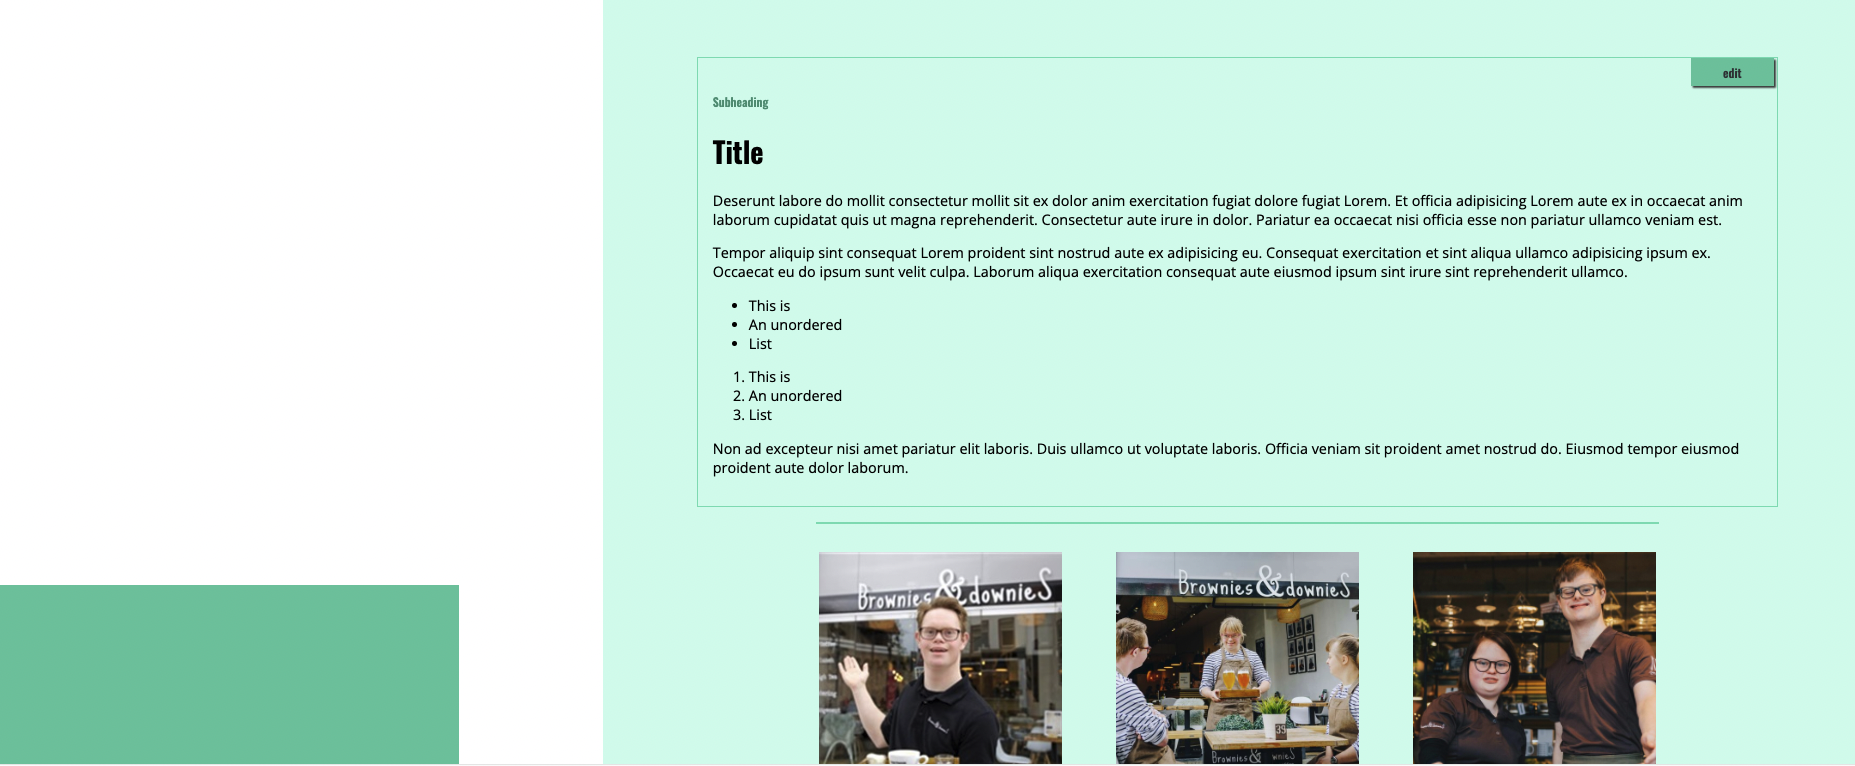 edit
Subheading
Title
Deserunt labore do mollit consectetur mollit sit ex dolor anim exercitation fugiat dolore fugiat Lorem. Et officia adipisicing Lorem aute ex in occaecat anim
laborum cupidatat quis ut magna reprehenderit. Consectetur aute irure in dolor. Pariatur ea occaecat nisi officia esse non pariatur ullamco veniam est.
Tempor aliquip sint consequat Lorem proident sint nostrud aute ex adipisicing eu. Consequat exercitation et sint aliqua ullamco adipisicing ipsum ex.
Occaecat eu do ipsum sunt velit culpa. Laborum aliqua exercitation consequat aute eiusmod ipsum sint irure sint reprehenderit ullamco.
• This is
• An unordered
• List
1. This is
2. An unordered
3. List
Non ad excepteur nisi amet pariatur elit laboris. Duis ullamco ut voluptate laboris. Officia veniam sit proident amet nostrud do. Eiusmod tempor eiusmod
proident aute dolor laborum.
Brownies & downieS
Brownies & downieS
39
Brownies &